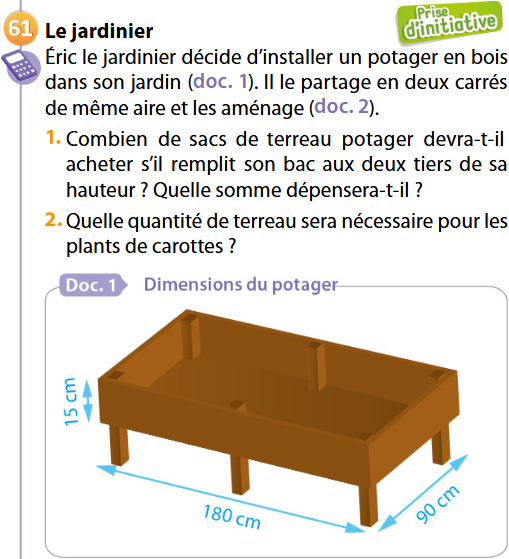 Prise
d'initiative
61 Le jardinier
Éric le jardinier décide d'installer un potager en bois
dans son jardin (doc. 1). Il le partage en deux carrés
de même aire et les aménage (doc. 2).
1. Combien de sacs de terreau potager devra-t-il
acheter s'il remplit son bac aux deux tiers de sa
hauteur ? Quelle somme dépensera-t-il ?
2. Quelle quantité de terreau sera nécessaire pour les
plants de carottes ?
Doc. 1 Dimensions du potager
15 cm
180 cm
90 cm